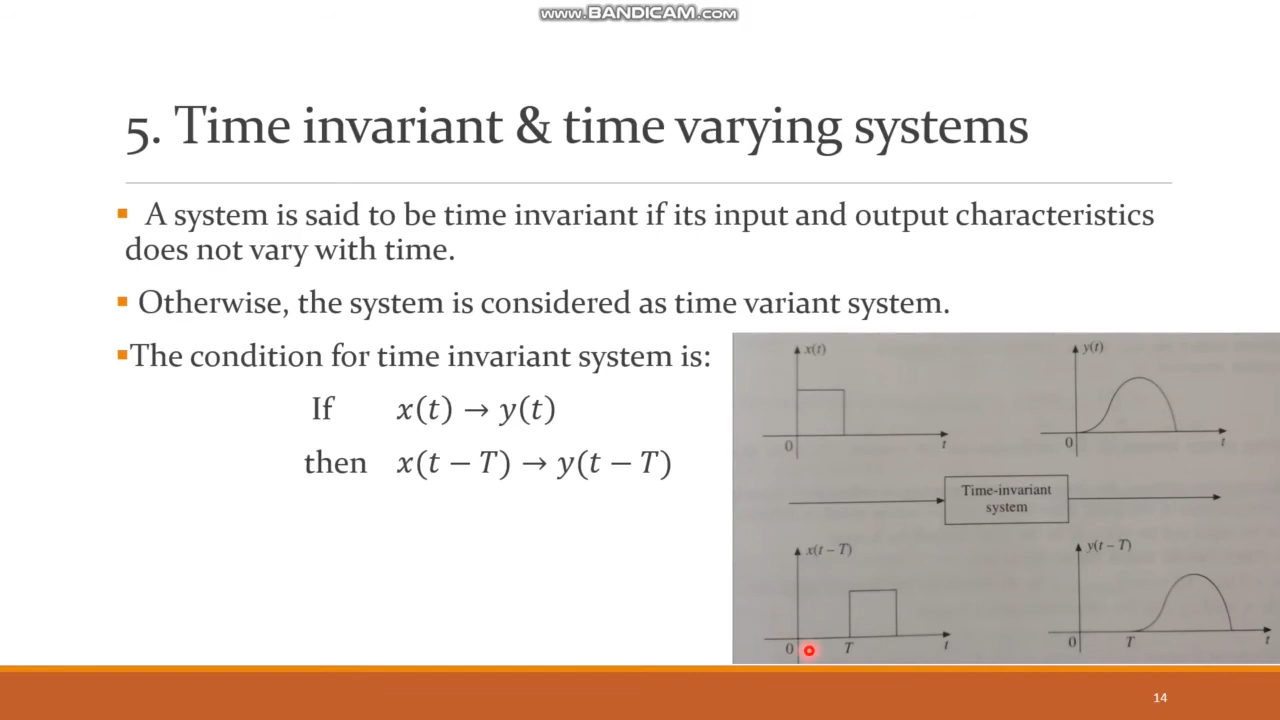 www.BANDICAM.com
5. Time invariant & time varying systems
▪ A system is said to be time invariant if its input and output characteristics
does not vary with time.
▪ Otherwise, the system is considered as time variant system.
▪The condition for time invariant system is:
If x(t) → y(t)
then x(t − T) → y(t − T)
x(t)
0
t
y(t)
0
t
Time-invariant
system
x(t – T)
0
T
t
y(t – T)
0
T
t
14